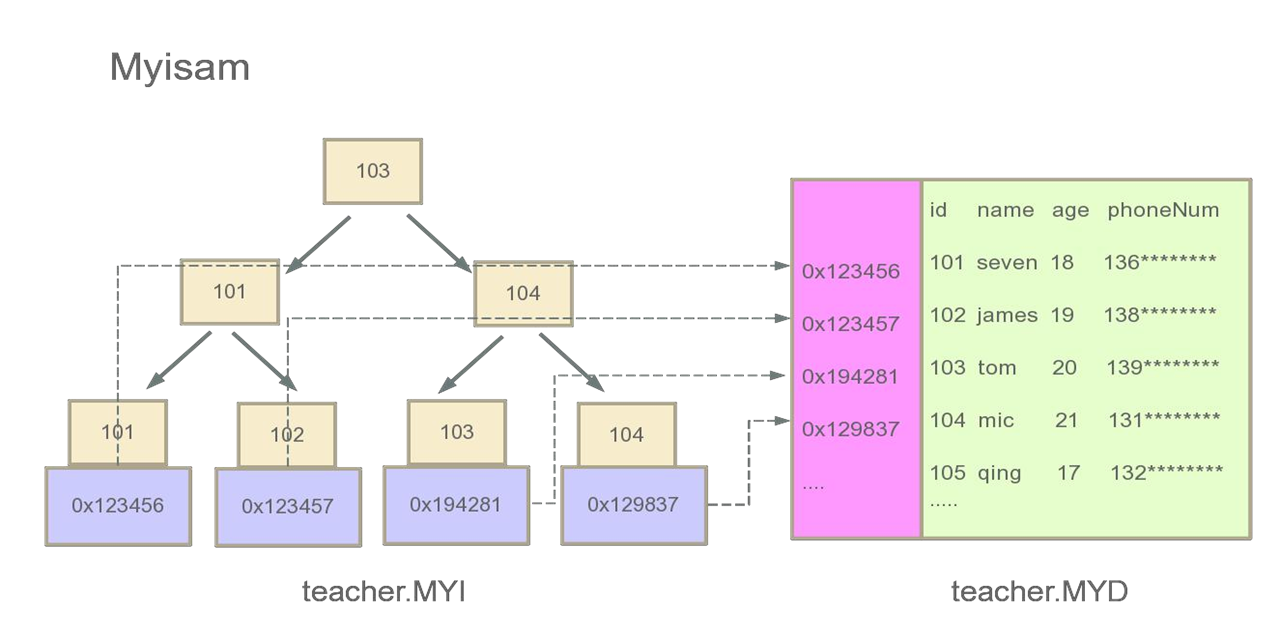 Myisam
103
101
104
101
102
103
104
0x123456
0x123457
0x194281
0x129837
teacher.MYI
0x123456
0x123457
0x194281
0x129837
....
id name age phoneNum
101 seven 18 136********
102 james 19 138********
103 tom 20 139********
104 mic 21 131********
105 qing 17 132********
.....
teacher.MYD